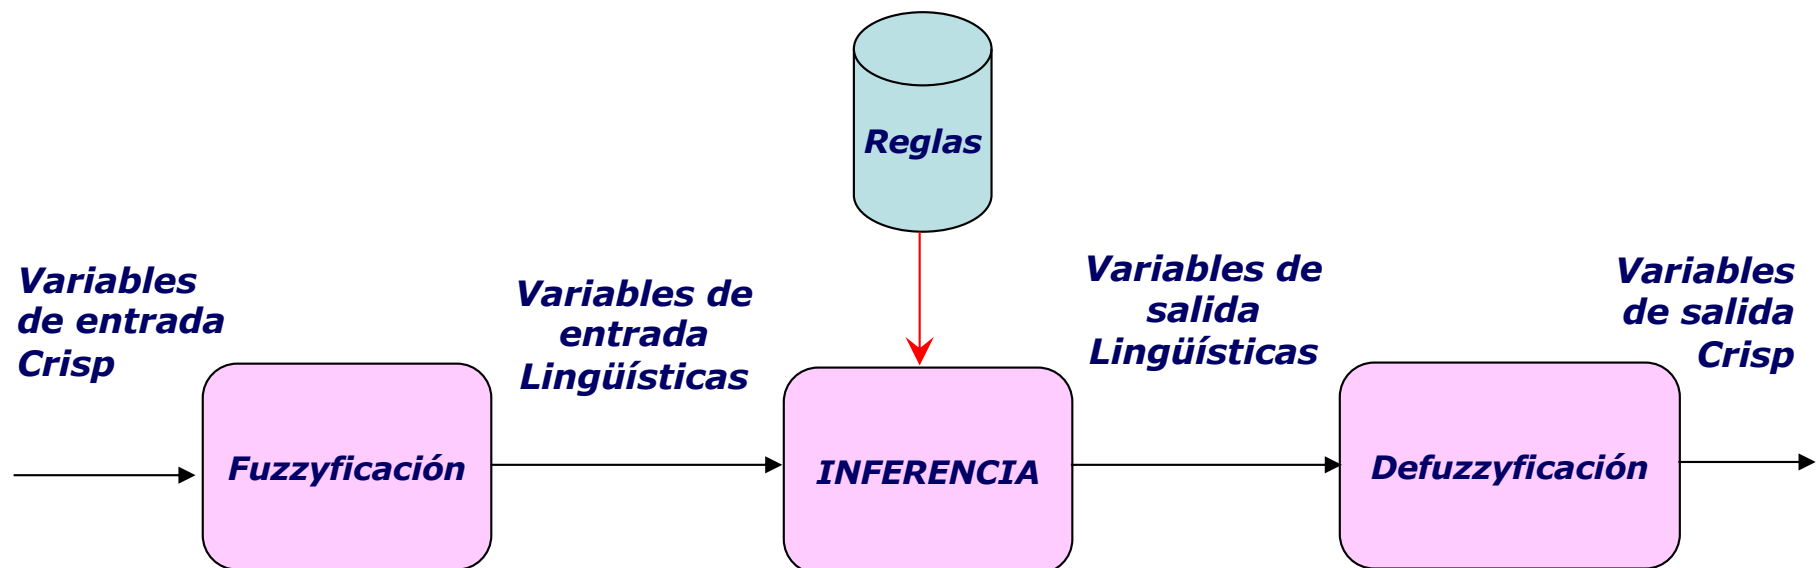 Reglas
Variables
de entrada
Crisp
Variables de
entrada
Lingüísticas
Variables de
salida
Lingüísticas
Variables
de salida
Crisp
Fuzzyficación
INFERENCIA
Defuzzyficación